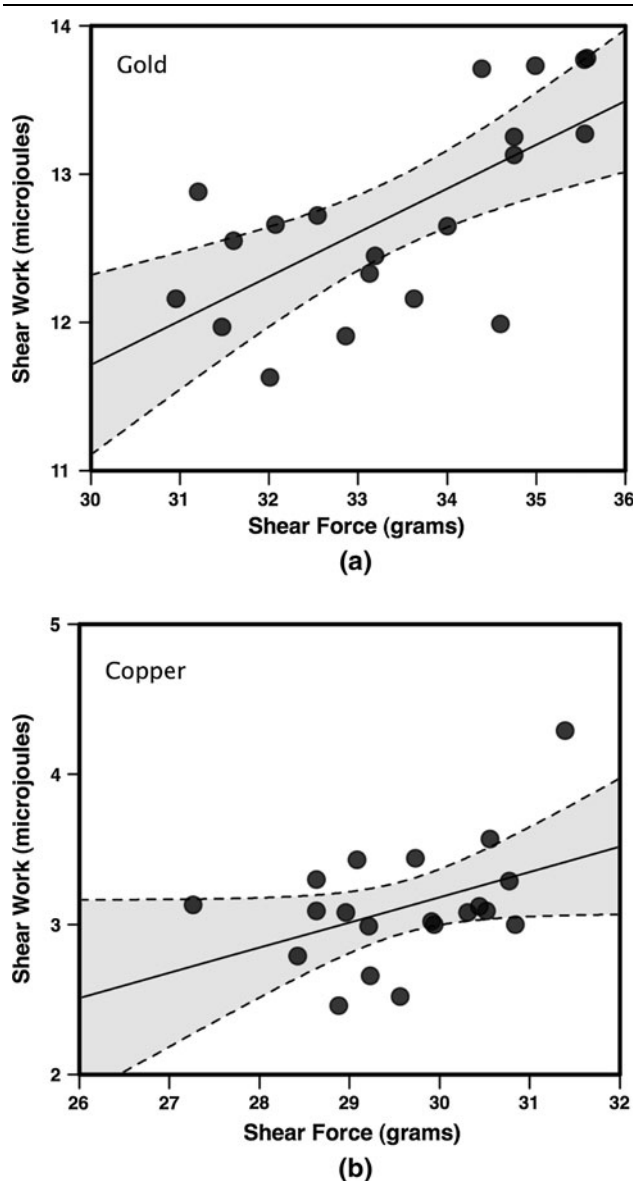 14
Gold
13
12
11
Shear Work (microjoules)
30 31 32 33 34 35 36
Shear Force (grams)
(a)
5
Copper
4
3
2
Shear Work (microjoules)
26 27 28 29 30 31 32
Shear Force (grams)
(b)